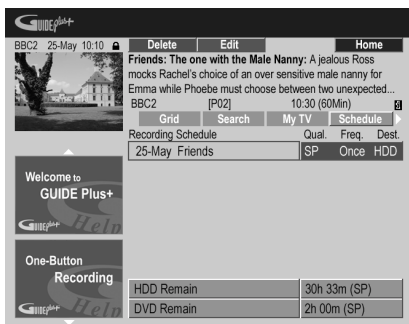 GUIDE Plus+
BBC2 25-May 10:10
Delete Edit Home
Friends: The one with the Male Nanny: A jealous Ross
mocks Rachel's choice of an over sensitive male nanny for
Emma while Phoebe must choose between two unexpected...
BBC2 [P02] 10:30 (60Min)
Grid Search My TV Schedule
Recording Schedule Qual. Freq. Dest.
25-May Friends SP Once HDD
Welcome to
GUIDE Plus+
GUIDE Plus+ Help
One-Button
Recording
GUIDE Plus+ Help
HDD Remain 30h 33m (SP)
DVD Remain 2h 00m (SP)